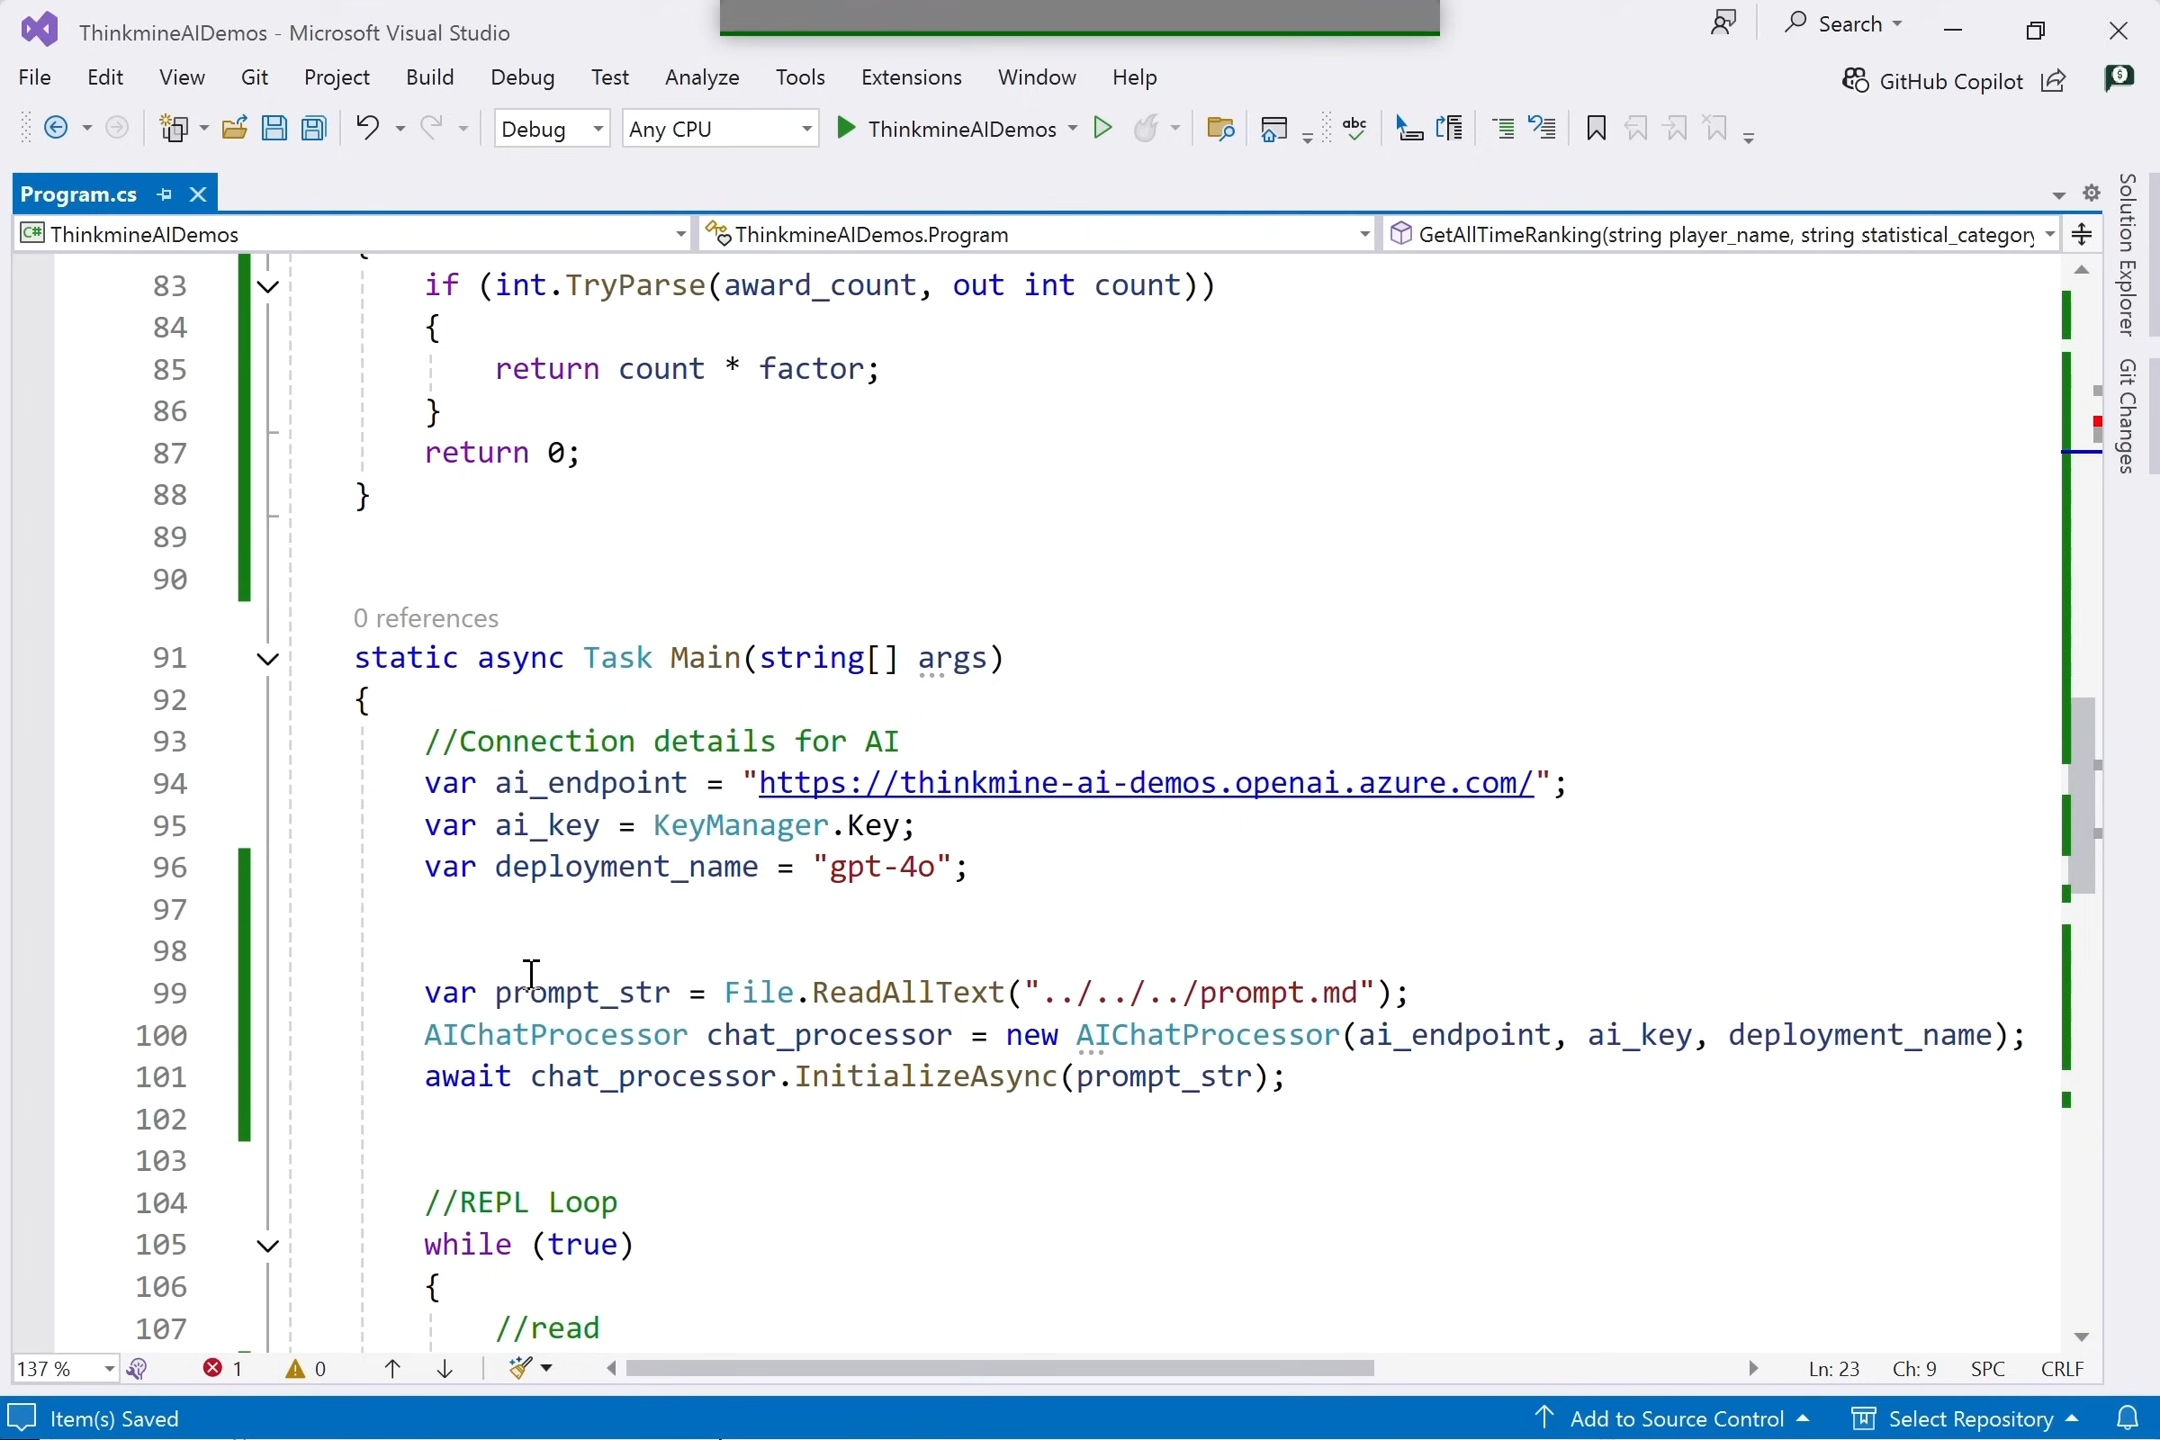 ThinkmineAIDemos - Microsoft Visual Studio
Search
File Edit View Git Project Build Debug Test Analyze Tools Extensions Window Help
GitHub Copilot
Debug Any CPU ThinkmineAIDemos
abc
Program.cs
C# ThinkmineAIDemos ThinkmineAIDemos.Program GetAllTimeRanking(string player_name, string statistical_category
Solution Explorer
Git Changes
83 if (int.TryParse(award_count, out int count))
84 {
85 return count * factor;
86 }
87 return 0;
88 }
89
90
0 references
91 static async Task Main(string[] args)
92 {
93 //Connection details for AI
94 var ai_endpoint = "https://thinkmine-ai-demos.openai.azure.com/";
95 var ai_key = KeyManager.Key;
96 var deployment_name = "gpt-4o";
97
98
99 var prompt_str = File.ReadAllText("../../../prompt.md");
100 AIChatProcessor chat_processor = new AIChatProcessor(ai_endpoint, ai_key, deployment_name);
101 await chat_processor.InitializeAsync(prompt_str);
102
103
104 //REPL Loop
105 while (true)
106 {
107 //read
137 % 1 0 Ln: 23 Ch: 9 SPC CRLF
Item(s) Saved Add to Source Control Select Repository